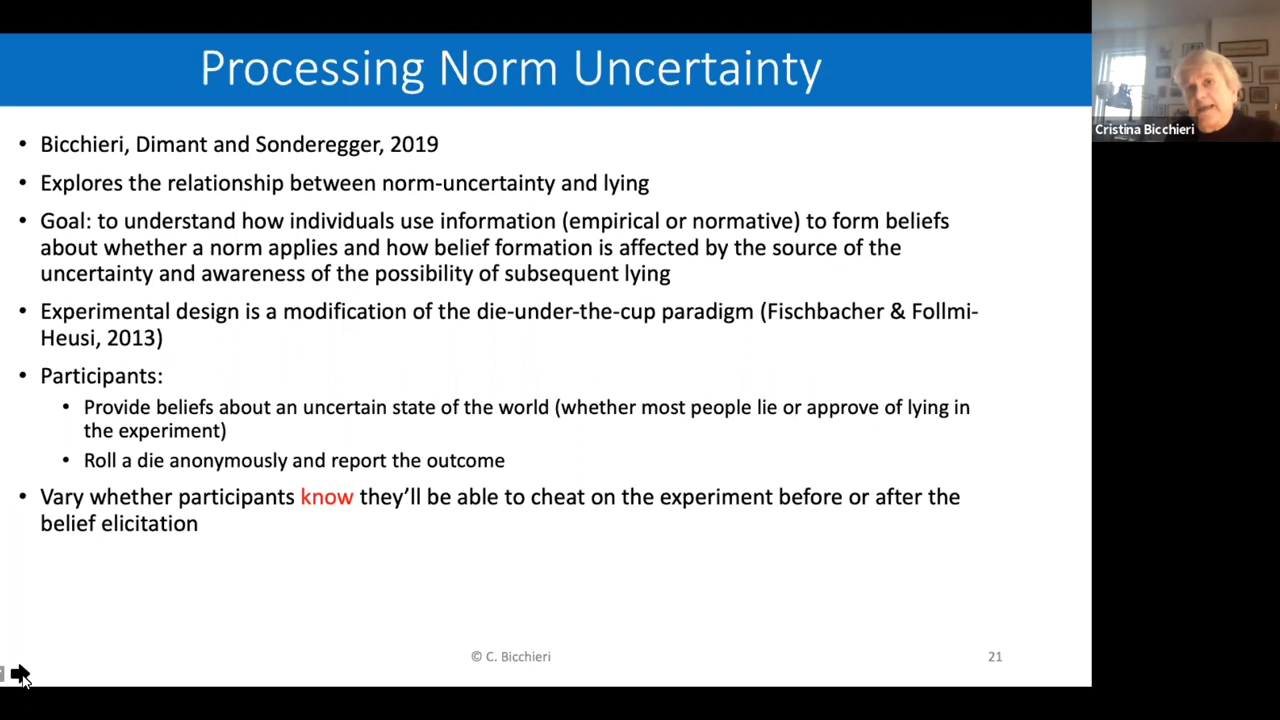 Processing Norm Uncertainty
Cristina Bicchieri
• Bicchieri, Dimant and Sonderegger, 2019
• Explores the relationship between norm-uncertainty and lying
• Goal: to understand how individuals use information (empirical or normative) to form beliefs
about whether a norm applies and how belief formation is affected by the source of the
uncertainty and awareness of the possibility of subsequent lying
• Experimental design is a modification of the die-under-the-cup paradigm (Fischbacher & Follmi-
Heusi, 2013)
• Participants:
• Provide beliefs about an uncertain state of the world (whether most people lie or approve of lying in
the experiment)
• Roll a die anonymously and report the outcome
• Vary whether participants know they'll be able to cheat on the experiment before or after the
belief elicitation
© C. Bicchieri
21